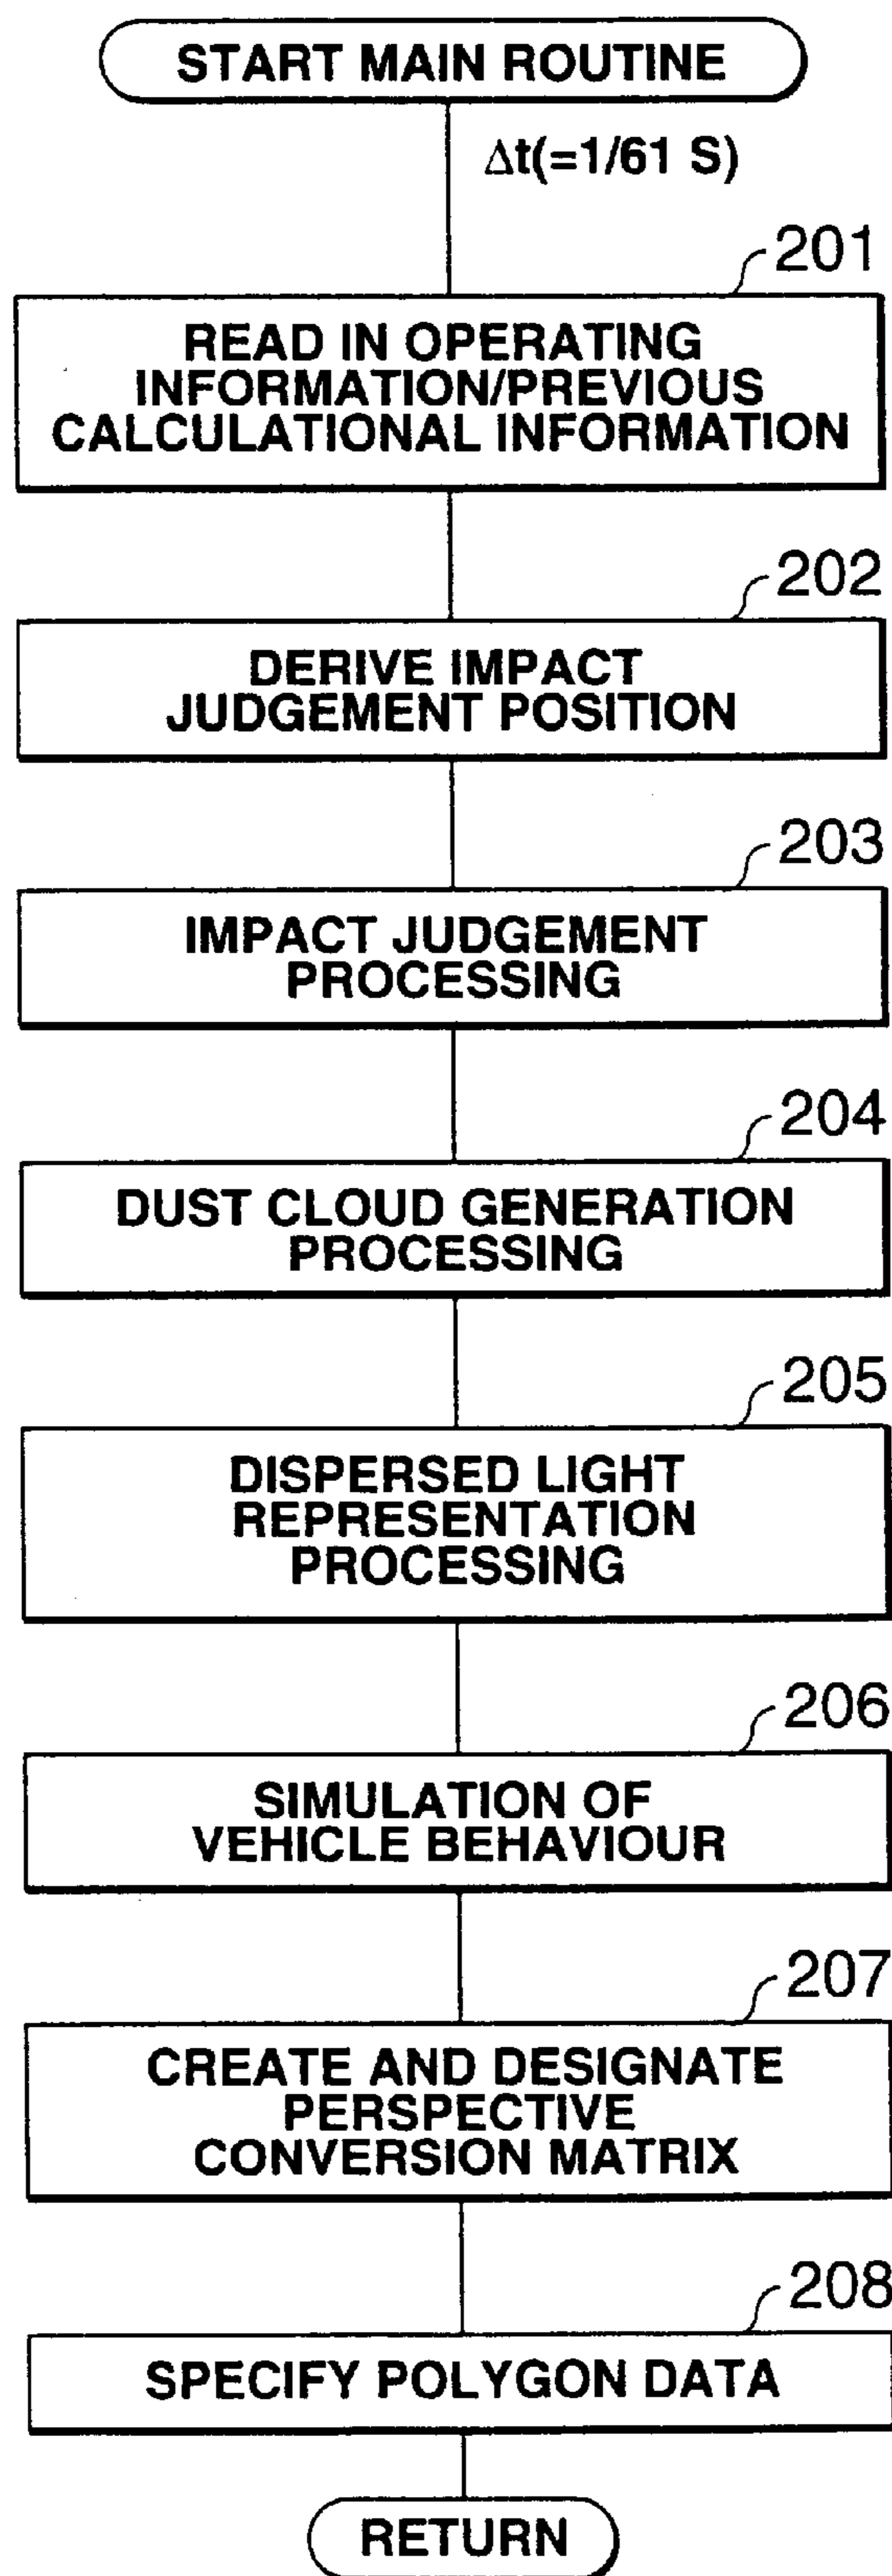 START MAIN ROUTINE
Δt(=1/61 S)
201
READ IN OPERATING
INFORMATION/PREVIOUS
CALCULATIONAL INFORMATION
202
DERIVE IMPACT
JUDGEMENT POSITION
203
IMPACT JUDGEMENT
PROCESSING
204
DUST CLOUD GENERATION
PROCESSING
205
DISPERSED LIGHT
REPRESENTATION
PROCESSING
206
SIMULATION OF
VEHICLE BEHAVIOUR
207
CREATE AND DESIGNATE
PERSPECTIVE
CONVERSION MATRIX
208
SPECIFY POLYGON DATA
RETURN